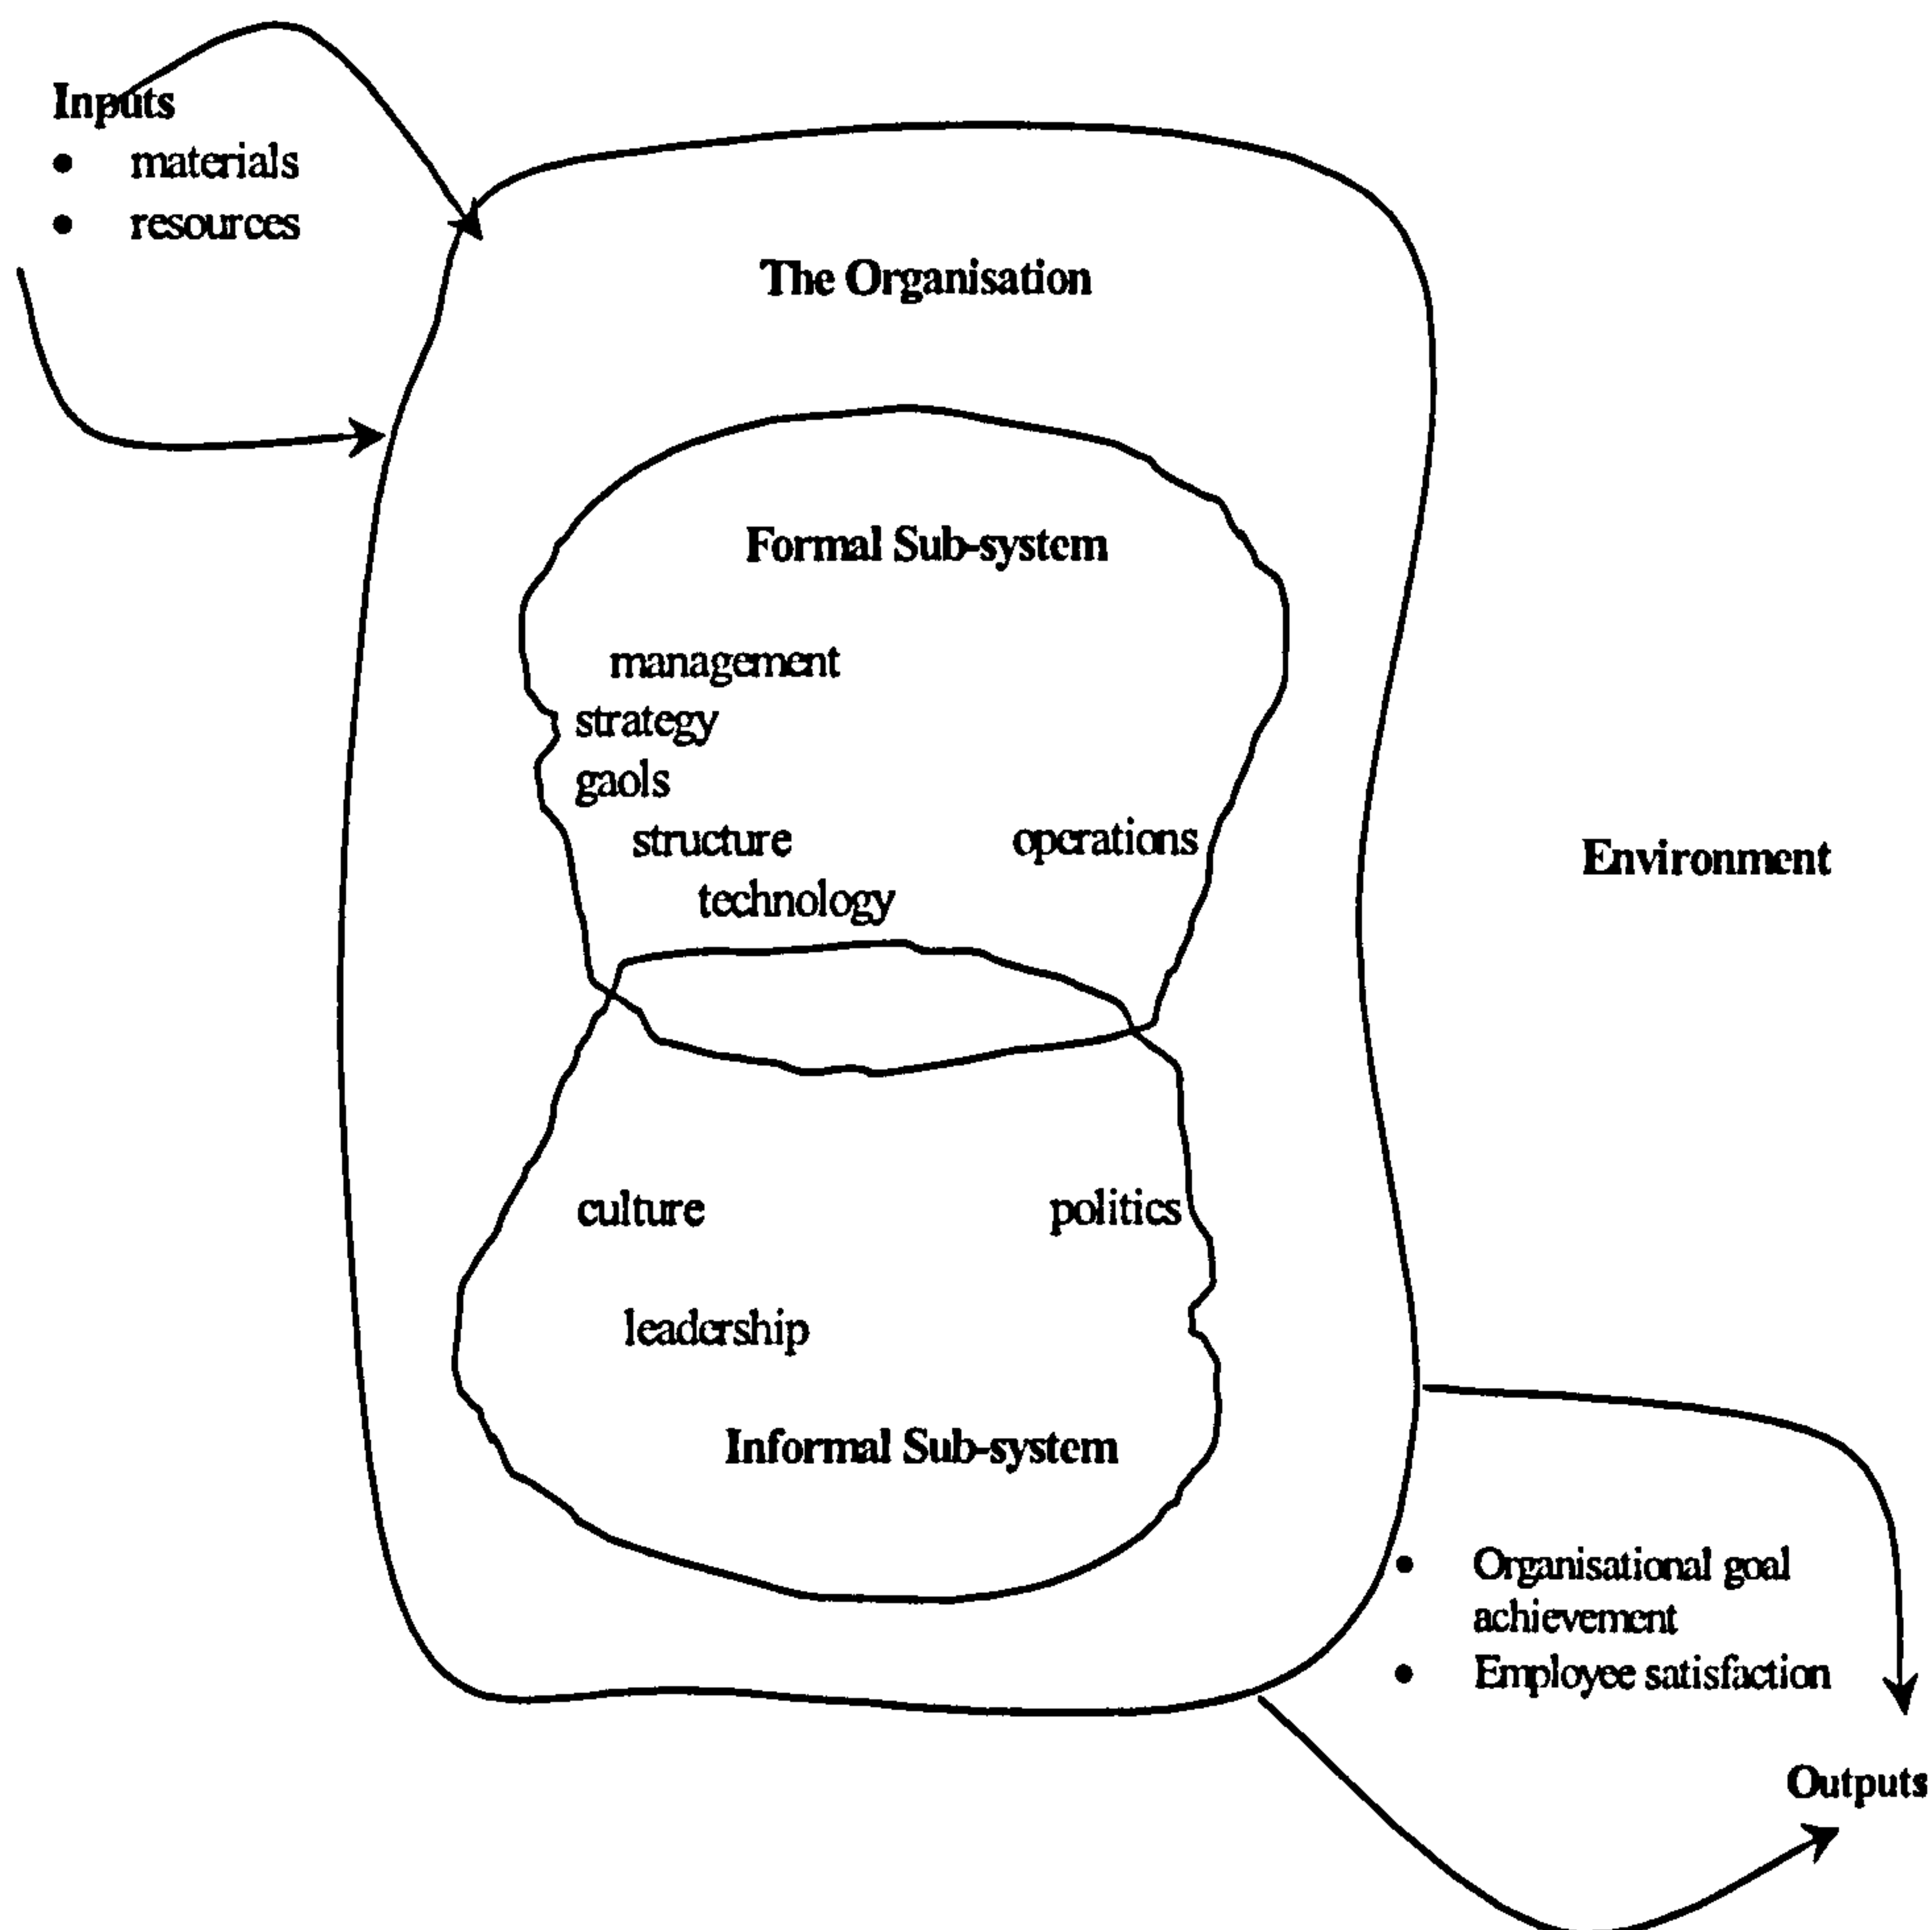 Inputs
• materials
• resources
The Organisation
Formal Sub-system
management
strategy
gaols
structure operations
technology
Environment
culture politics
leadership
Informal Sub-system
• Organisational goal
achievement
• Employee satisfaction
Outputs